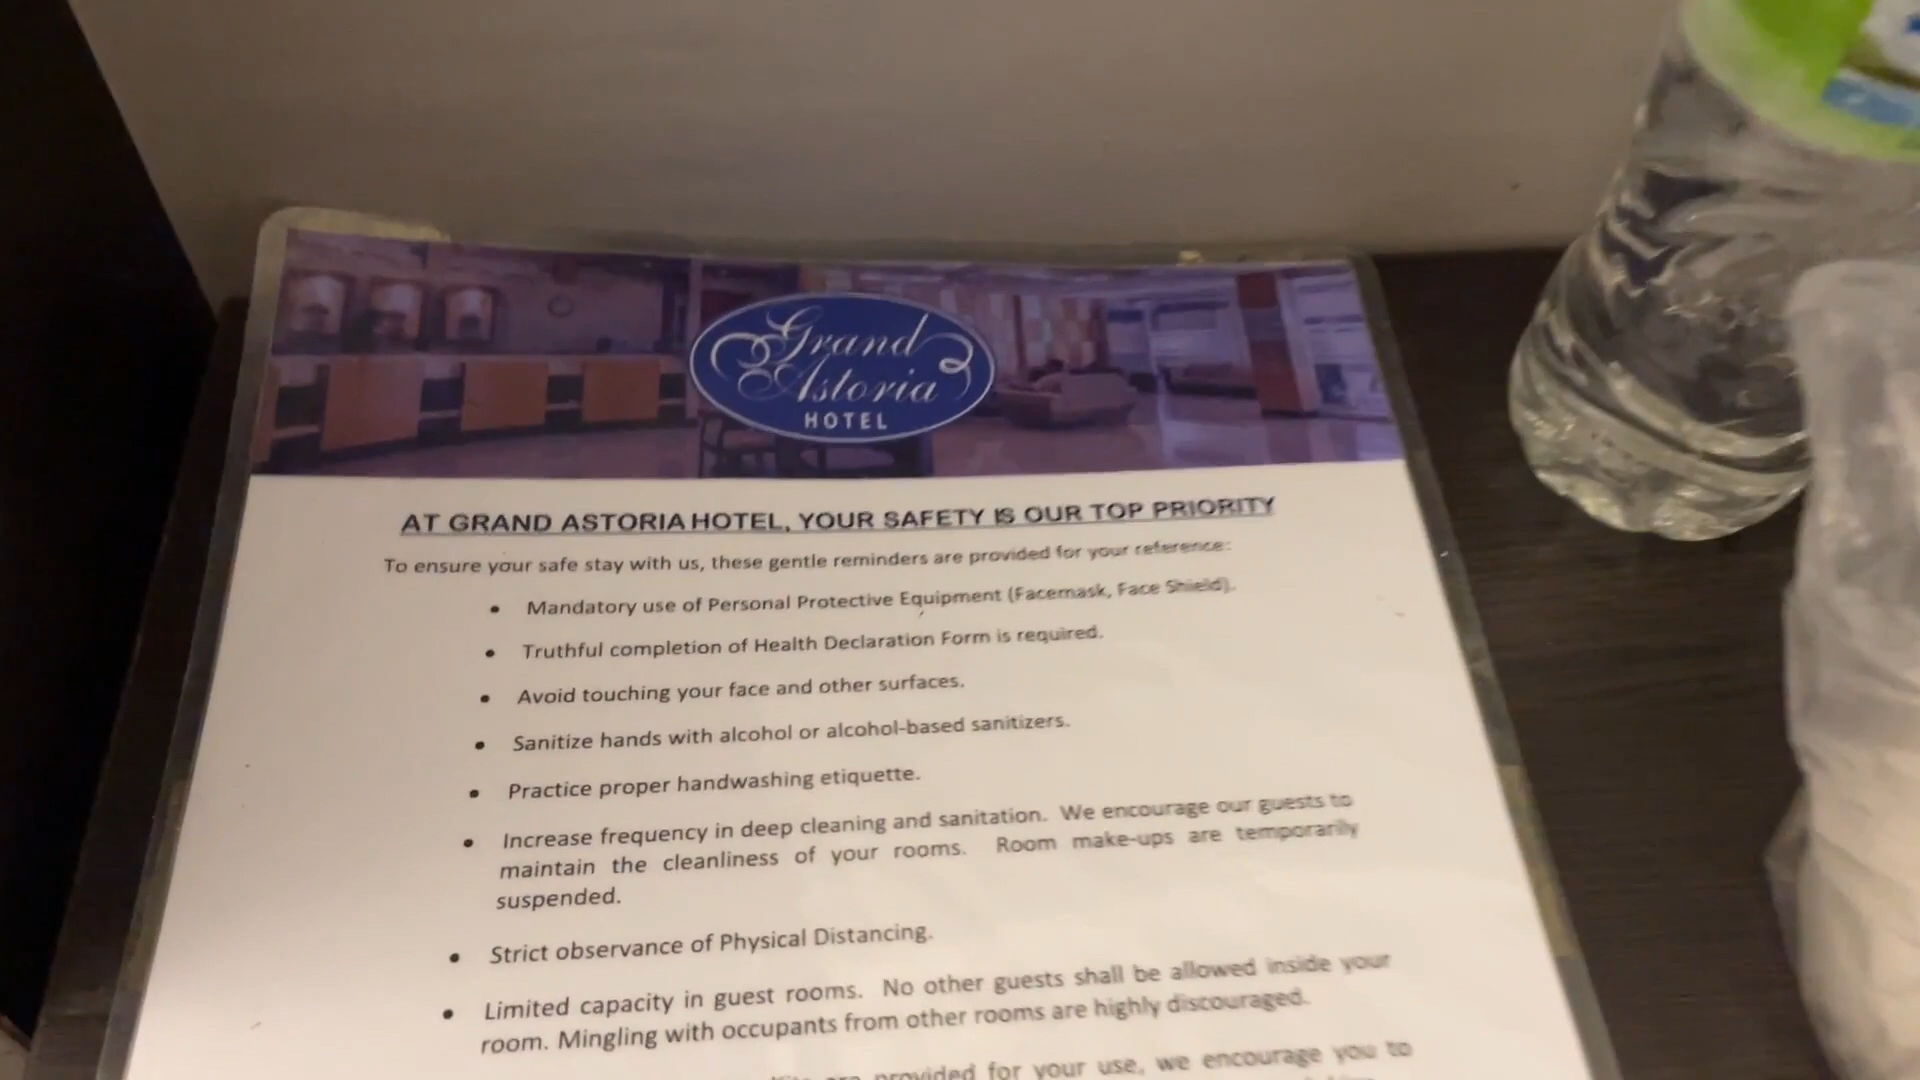 Grand
Astoria
HOTEL
AT GRAND ASTORIA HOTEL, YOUR SAFETY IS OUR TOP PRIORITY
To ensure your safe stay with us, these gentle reminders are provided for your reference:
• Mandatory use of Personal Protective Equipment (Facemask, Face Shield).
• Truthful completion of Health Declaration Form is required.
• Avoid touching your face and other surfaces.
• Sanitize hands with alcohol or alcohol-based sanitizers.
• Practice proper handwashing etiquette.
• Increase frequency in deep cleaning and sanitation. We encourage our guests to
maintain the cleanliness of your rooms. Room make-ups are temporarily
suspended.
• Strict observance of Physical Distancing.
• Limited capacity in guest rooms. No other guests shall be allowed inside your
room. Mingling with occupants from other rooms are highly discouraged.
are provided for your use, we encourage you to